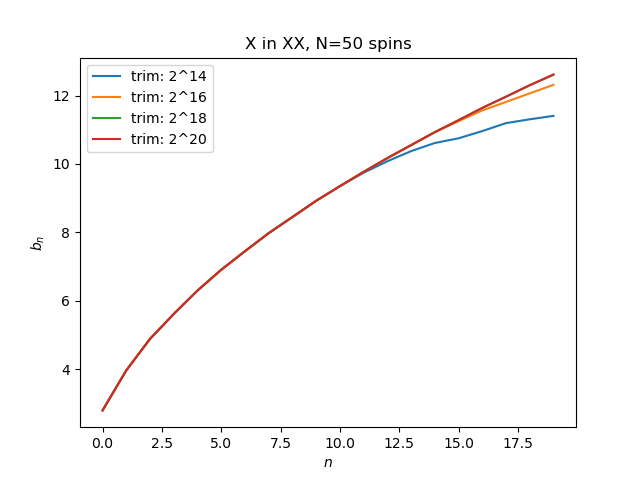 X in XX, N=50 spins
trim: 2^14
trim: 2^16
trim: 2^18
trim: 2^20
12
10
8
6
4
b_n
0.0 2.5 5.0 7.5 10.0 12.5 15.0 17.5
n